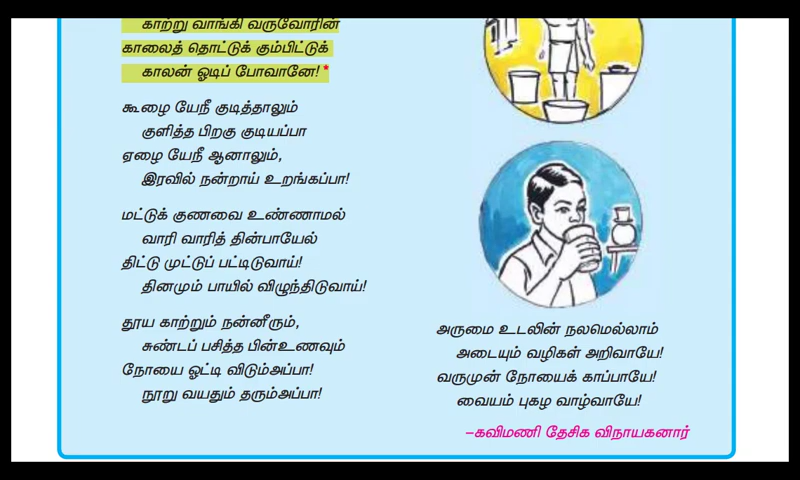 காற்று வாங்கி வருவோரின்
காலைத் தொட்டுக் கும்பிட்டுக்
காலன் ஓடிப் போவானே! *
கூழை யேநீ குடித்தாலும்
குளித்த பிறகு குடியப்பா
ஏழை யேநீ ஆனாலும்,
இரவில் நன்றாய் உறங்கப்பா!
மட்டுக் குணவை உண்ணாமல்
வாரி வாரித் தின்பாயேல்
திட்டு முட்டுப் பட்டிடுவாய்!
தினமும் பாயில் விழுந்திடுவாய்!
தூய காற்றும் நன்னீரும்,
சுண்டப் பசித்த பின்உணவும்
நோயை ஓட்டி விடும்அப்பா!
நூறு வயதும் தரும்அப்பா!
அருமை உடலின் நலமெல்லாம்
அடையும் வழிகள் அறிவாயே!
வருமுன் நோயைக் காப்பாயே!
வையம் புகழ வாழ்வாயே!
–கவிமணி தேசிக விநாயகனார்